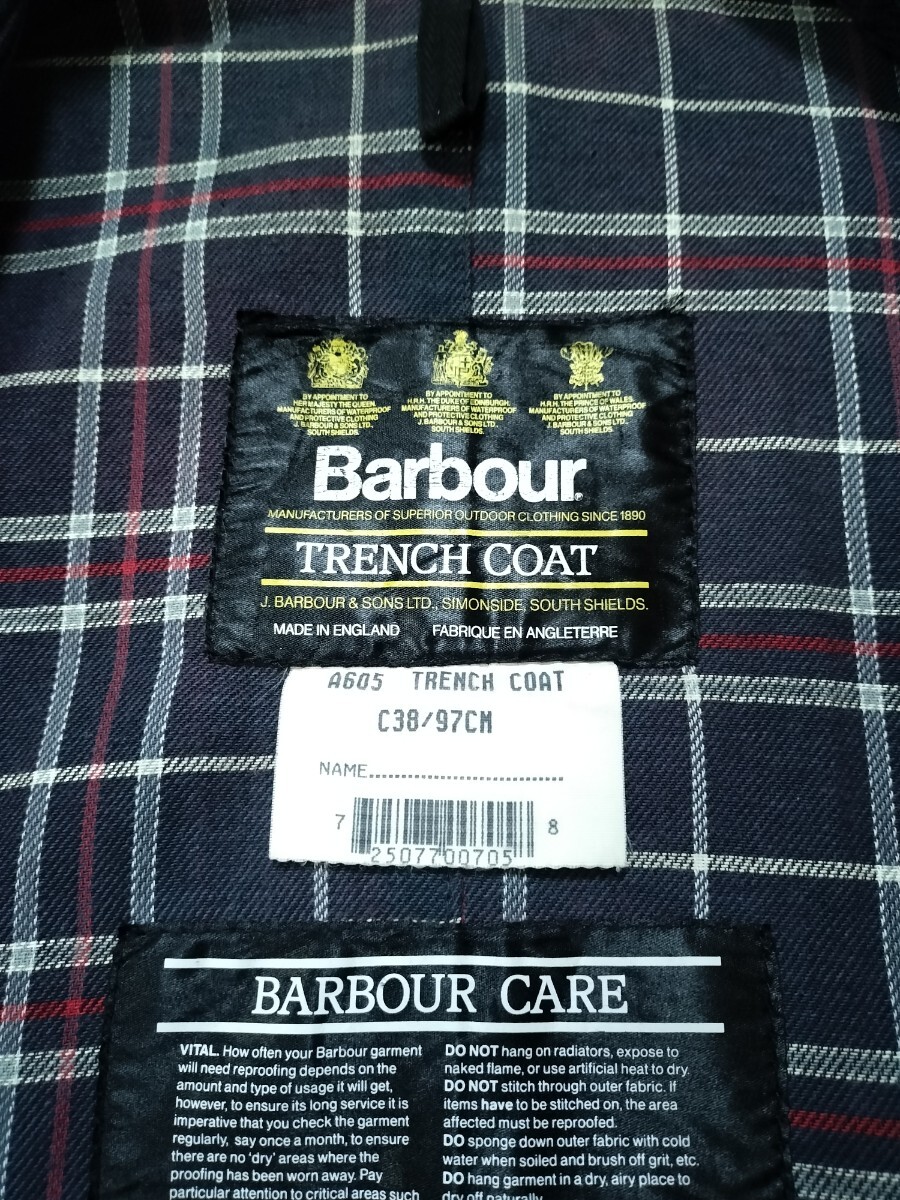 BY APPOINTMENT TO
HER MAJESTY THE QUEEN.
MANUFACTURERS OF WATERPROOF
AND PROTECTIVE CLOTHING
J. BARBOUR & SONS LTD.,
SOUTH SHIELDS.
BY APPOINTMENT TO
H.R.H. THE DUKE OF EDINBURGH.
MANUFACTURERS OF WATERPROOF
AND PROTECTIVE CLOTHING
J. BARBOUR & SONS LTD.,
SOUTH SHIELDS.
BY APPOINTMENT TO
H.R.H. THE PRINCE OF WALES.
MANUFACTURERS OF WATERPROOF
AND PROTECTIVE CLOTHING
J. BARBOUR & SONS LTD.,
SOUTH SHIELDS.
Barbour
MANUFACTURERS OF SUPERIOR OUTDOOR CLOTHING SINCE 1890
TRENCH COAT
J. BARBOUR & SONS LTD., SIMONSIDE, SOUTH SHIELDS.
MADE IN ENGLAND FABRIQUE EN ANGLETERRE
A605 TRENCH COAT
C38/97CM
NAME..............................
7 2507700705 8
BARBOUR CARE
VITAL. How often your Barbour garment
will need reproofing depends on the
amount and type of usage it will get,
however, to ensure its long service it is
imperative that you check the garment
regularly, say once a month, to ensure
there are no 'dry' areas where the
proofing has been worn away. Pay
particular attention to critical areas such
DO NOT hang on radiators, expose to
naked flame, or use artificial heat to dry.
DO NOT stitch through outer fabric. If
items have to be stitched on, the area
affected must be reproofed.
DO sponge down outer fabric with cold
water when soiled and brush off grit, etc.
DO hang garment in a dry, airy place to
dry off naturally.